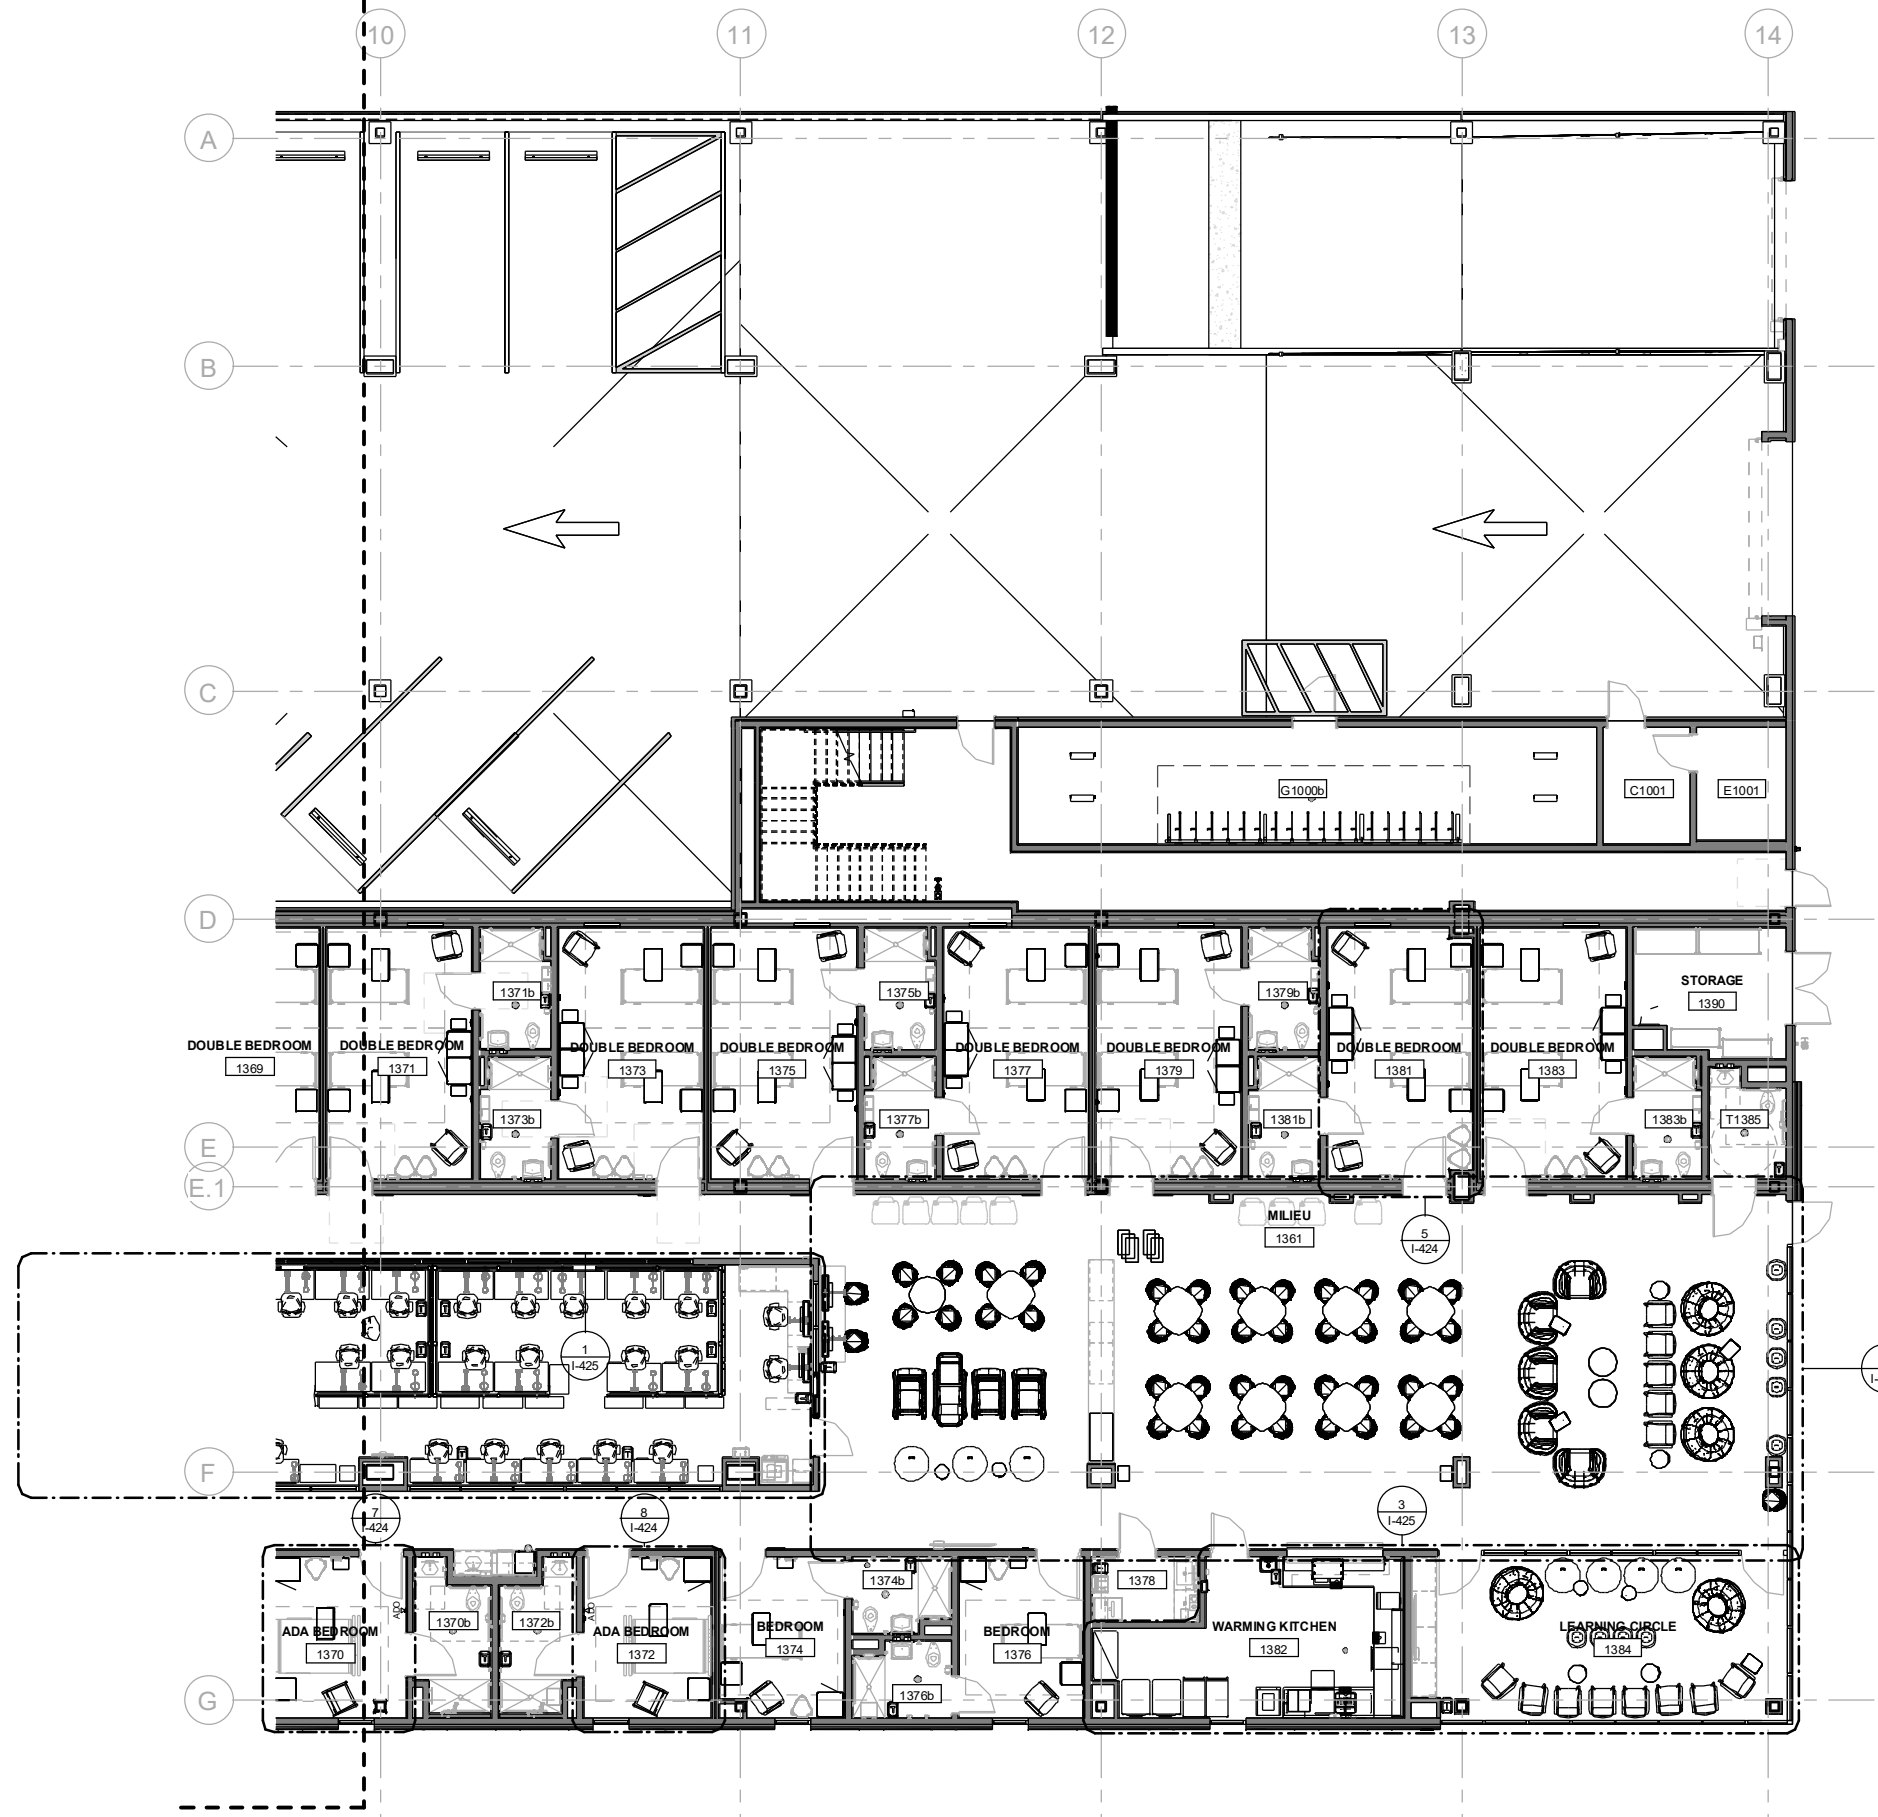 10
11
12
13
14
A
B
C
G1000b
C1001
E1001
D
STORAGE
1390
1371b
1375b
1379b
DOUBLE BEDROOM
1369
DOUBLE BEDROOM
1371
DOUBLE BEDROOM
1373
DOUBLE BEDROOM
1375
DOUBLE BEDROOM
1377
DOUBLE BEDROOM
1379
DOUBLE BEDROOM
1381
DOUBLE BEDROOM
1383
1373b
1377b
1381b
1383b
T1385
E
E.1
MILIEU
1361
5
I-424
1
I-425
I-
F
7
I-424
8
I-424
3
I-425
1374b
1378
ADO
1370b
1372b
ADO
ADA BEDROOM
1370
ADA BEDROOM
1372
BEDROOM
1374
BEDROOM
1376
WARMING KITCHEN
1382
LEARNING CIRCLE
1384
1376b
G